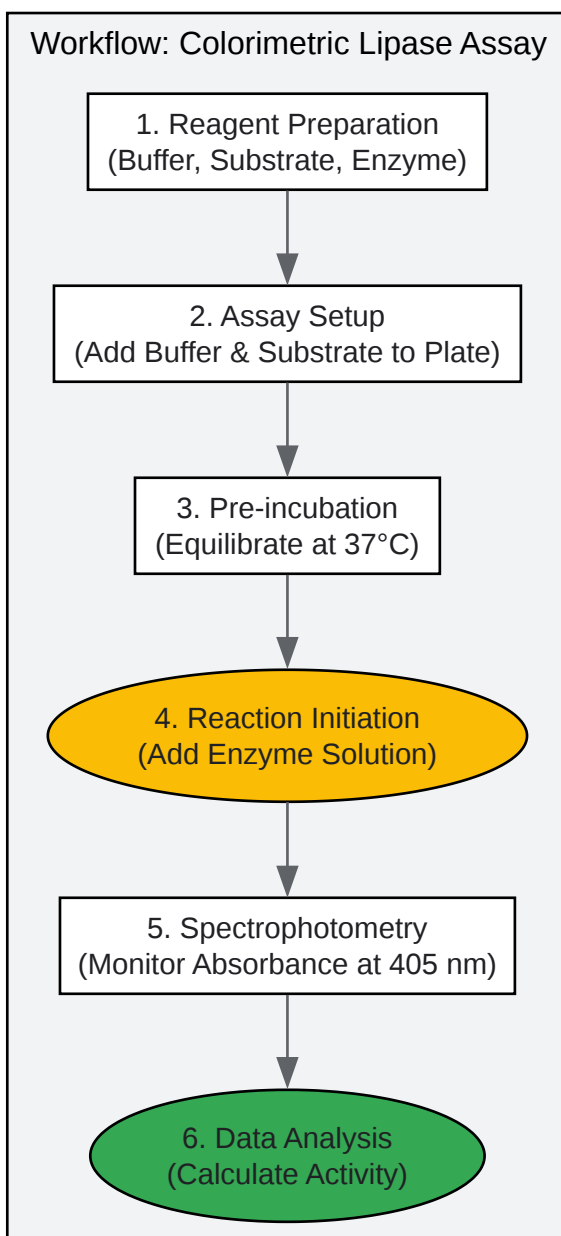 Workflow: Colorimetric Lipase Assay
1. Reagent Preparation
(Buffer, Substrate, Enzyme)
2. Assay Setup
(Add Buffer & Substrate to Plate)
3. Pre-incubation
(Equilibrate at 37°C)
4. Reaction Initiation
(Add Enzyme Solution)
5. Spectrophotometry
(Monitor Absorbance at 405 nm)
6. Data Analysis
(Calculate Activity)